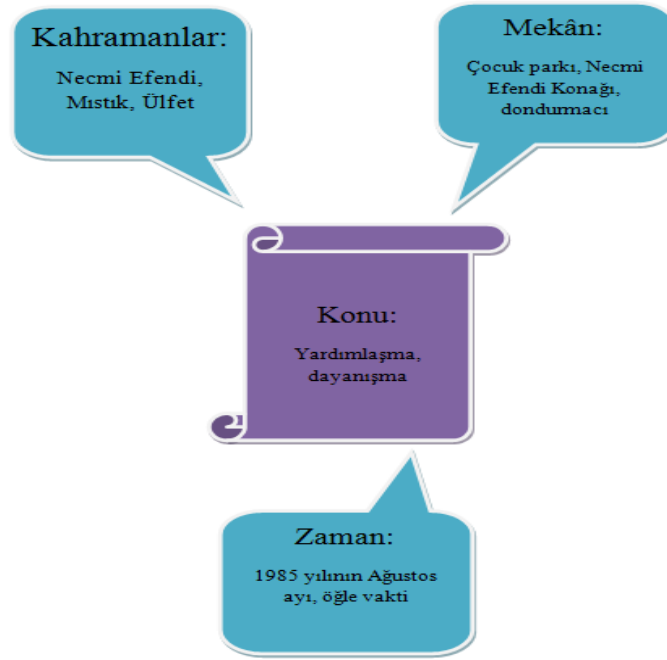 Kahramanlar:
Necmi Efendi,
Mıstık, Ülfet
Mekân:
Çocuk parkı, Necmi
Efendi Konağı,
dondurmacı
Konu:
Yardımlaşma,
dayanışma
Zaman:
1985 yılının Ağustos
ayı, öğle vakti